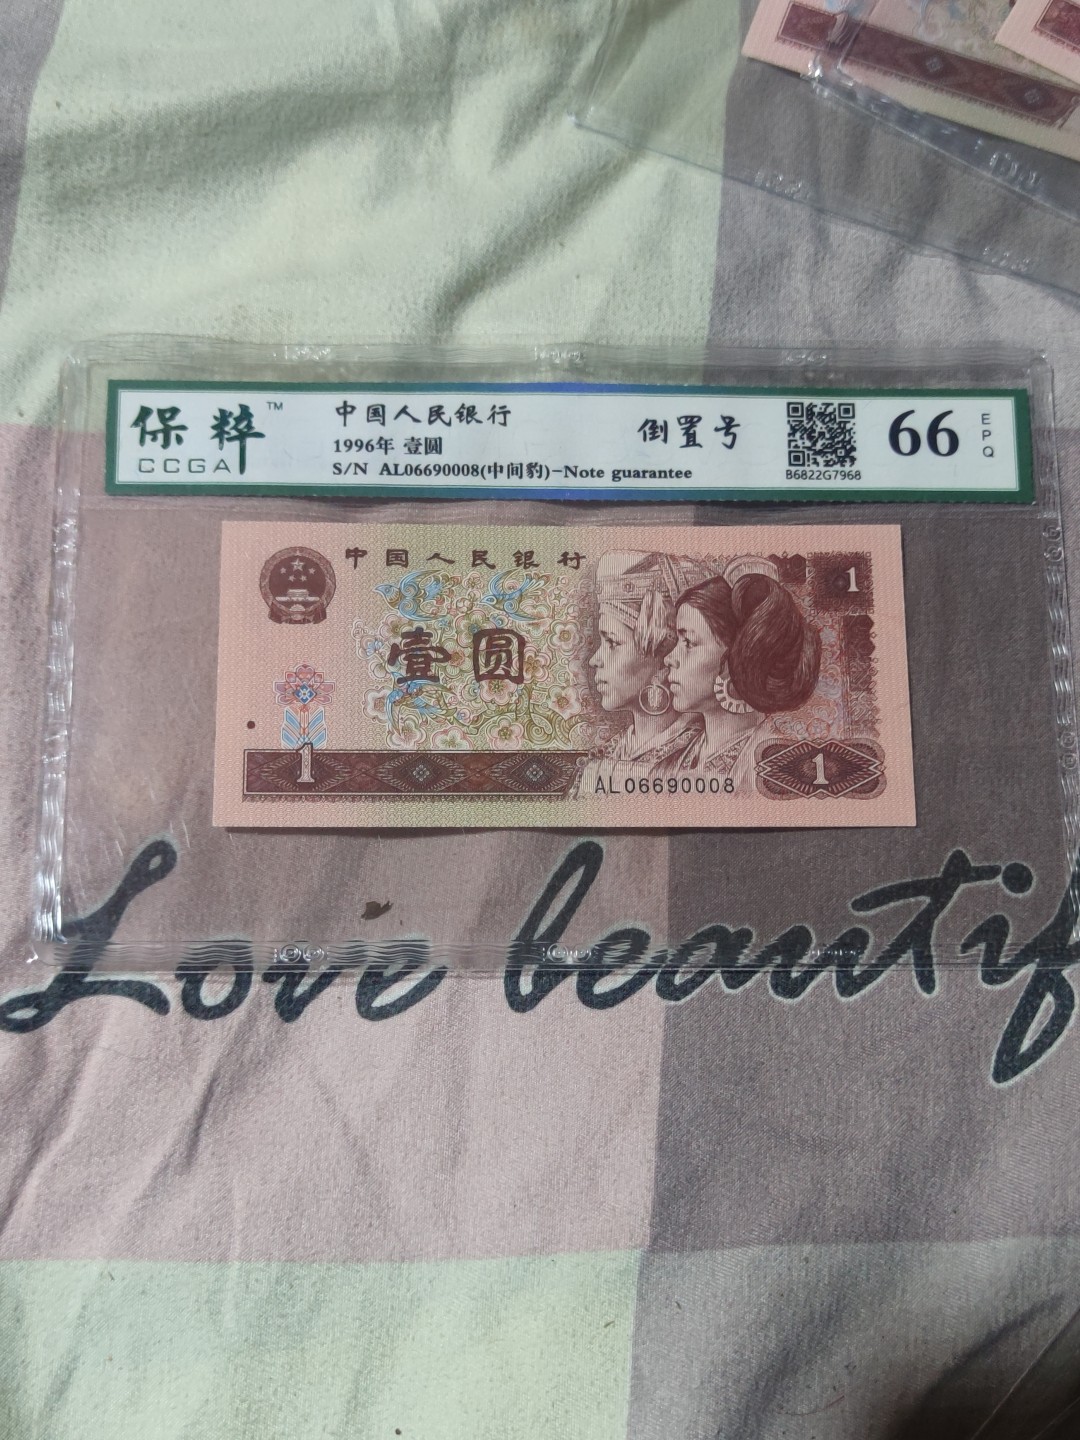 保粹™
CCGA
中国人民银行
1996年 壹圆
S/N AL06690008(中间豹)-Note guarantee
倒置号
B6822G7968
66
EPQ
中国人民银行
1
壹圆
1
AL06690008
1
Love beautif